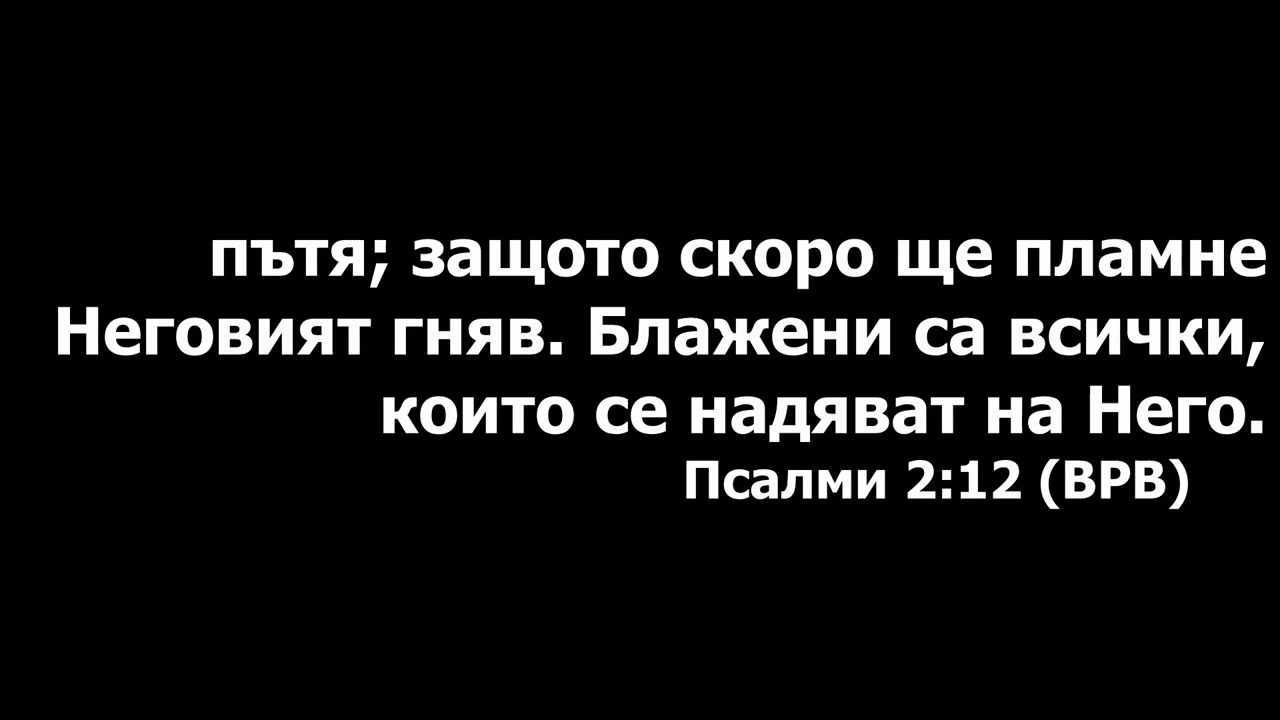 пътя; защото скоро ще пламне
Неговият гняв. Блажени са всички,
които се надяват на Него.
Псалми 2:12 (ВРВ)